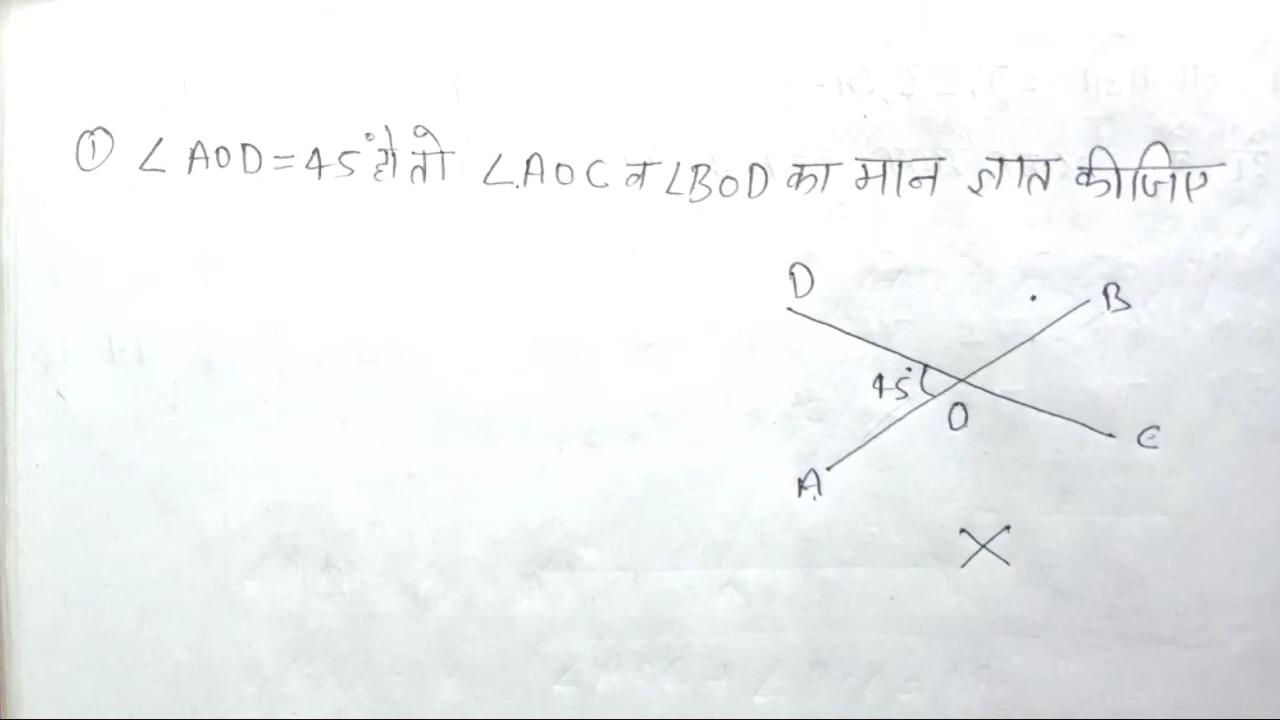 ① ∠AOD=45° हो तो ∠AOC व ∠BOD का मान ज्ञात कीजिए
D
B
45°
O
C
A